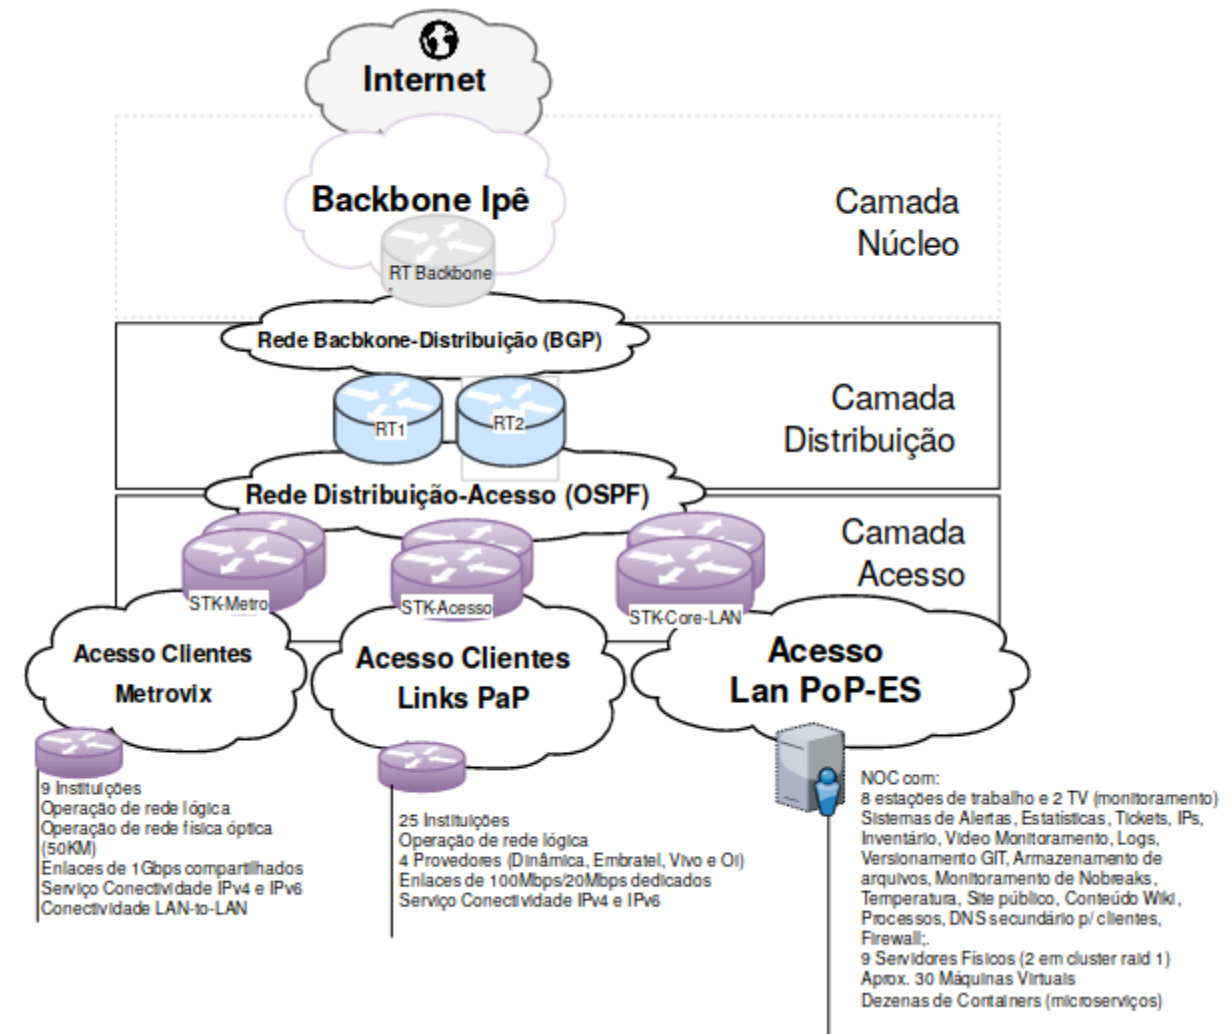 Internet
Backbone Ipê
RT Backbone
Camada
Núcleo
Rede Bacbkone-Distribuição (BGP)
RT1
RT2
Camada
Distribuição
Rede Distribuição-Acesso (OSPF)
Camada
Acesso
STK-Metro
STK-Acesso
STK-Core-LAN
Acesso Clientes
Metrovix
Acesso Clientes
Links PaP
Acesso
Lan PoP-ES
9 Instituições
Operação de rede lógica
Operação de rede física óptica
(50KM)
Enlaces de 1Gbps compartilhados
Serviço Conectividade IPv4 e IPv6
Conectividade LAN-to-LAN
25 Instituições
Operação de rede lógica
4 Provedores (Dinâmica, Embratel, Vivo e Oi)
Enlaces de 100Mbps/20Mbps dedicados
Serviço Conectividade IPv4 e IPv6
NOC com:
8 estações de trabalho e 2 TV (monitoramento)
Sistemas de Alertas, Estatísticas, Tickets, IPs,
Inventário, Video Monitoramento, Logs,
Versionamento GIT, Armazenamento de
arquivos, Monitoramento de Nobreaks,
Temperatura, Site público, Conteúdo Wiki,
Processos, DNS secundário p/ clientes,
Firewall;.
9 Servidores Físicos (2 em cluster raid 1)
Aprox. 30 Máquinas Virtuais
Dezenas de Containers (microserviços)